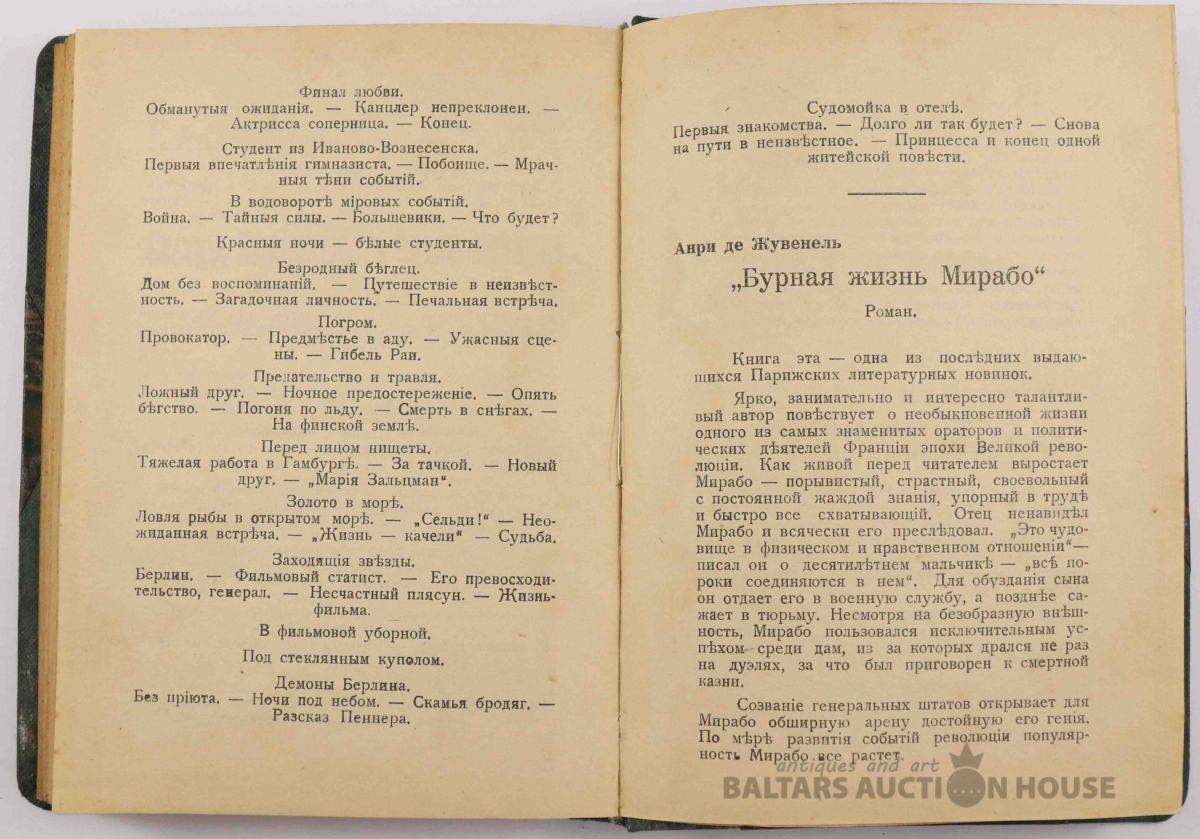 Финал любви.
Обманутыя ожиданія. — Канцлер непреклонен. —
Актрисса соперница. — Конец.
Студент из Иваново-Вознесенска.
Первыя впечатлѣнія гимназиста. — Побоище. — Мрач-
ныя тѣни событій.
В водоворотѣ міровых событій.
Война. — Тайныя силы. — Большевики. — Что будет?
Красныя ночи — бѣлые студенты.
Безродный бѣглец.
Дом без воспоминаній. — Путешествіе в неизвѣст-
ность. — Загадочная личность. — Печальная встрѣча.
Погром.
Провокатор. — Предмѣстье в аду. — Ужасныя сце-
ны. — Гибель Раи.
Предательство и травля.
Ложный друг. — Ночное предостереженіе. — Опять
бѣгство. — Погоня по льду. — Смерть в снѣгах. —
На финской землѣ.
Перед лицом нищеты.
Тяжелая работа в Гамбургѣ. — За тачкой. — Новый
друг. — „Марія Зальцман“.
Золото в морѣ.
Ловля рыбы в открытом морѣ. — „Сельди!“ — Нео-
жиданная встрѣча. — „Жизнь — качели“ — Судьба.
Заходящія звѣзды.
Берлин. — Фильмовый статист. — Его превосходи-
тельство, генерал. — Несчастный плясун. — Жизнь-
фильма.
В фильмовой уборной.
Под стеклянным куполом.
Демоны Берлина.
Без пріюта. — Ночи под небом. — Скамья бродяг. —
Разсказ Пеннера.
Судомойка в отелѣ.
Первыя знакомства. — Долго ли так будет? — Снова
на пути в неизвѣстное. — Принцесса и конец одной
житейской повѣсти.
Анри де Жувенель
„Бурная жизнь Мирабо“
Роман.
Книга эта — одна из послѣдних выдаю-
щихся Парижских литературных новинок.
Ярко, занимательно и интересно талантли-
вый автор повѣствует о необыкновенной жизни
одного из самых знаменитых ораторов и полити-
ческих дѣятелей Франціи эпохи Великой рево-
люціи. Как живой перед читателем выростает
Мирабо — порывистый, страстный, своевольный
с постоянной жаждой знанія, упорный в трудѣ
и быстро все схватывающій. Отец ненавидѣл
Мирабо и всячески его преслѣдовал. „Это чудо-
вище в физическом и нравственном отношеніи“—
писал он о десятилѣтнем мальчикѣ — „всѣ по-
роки соединяются в нем“. Для обузданія сына
он отдает его в военную службу, а позднѣе са-
жает в тюрьму. Несмотря на безобразную внѣш-
ность, Мирабо пользовался исключительным ус-
пѣхом среди дам, из за которых дрался не раз
на дуэлях, за что был приговорен к смертной
казни.
Созваніе генеральных штатов открывает для
Мирабо обширную арену достойную его генія.
По мѣрѣ развитія событій революціи популяр-
ность Мирабо все растет.
antiques and art
BALTARS AUCTION HOUSE